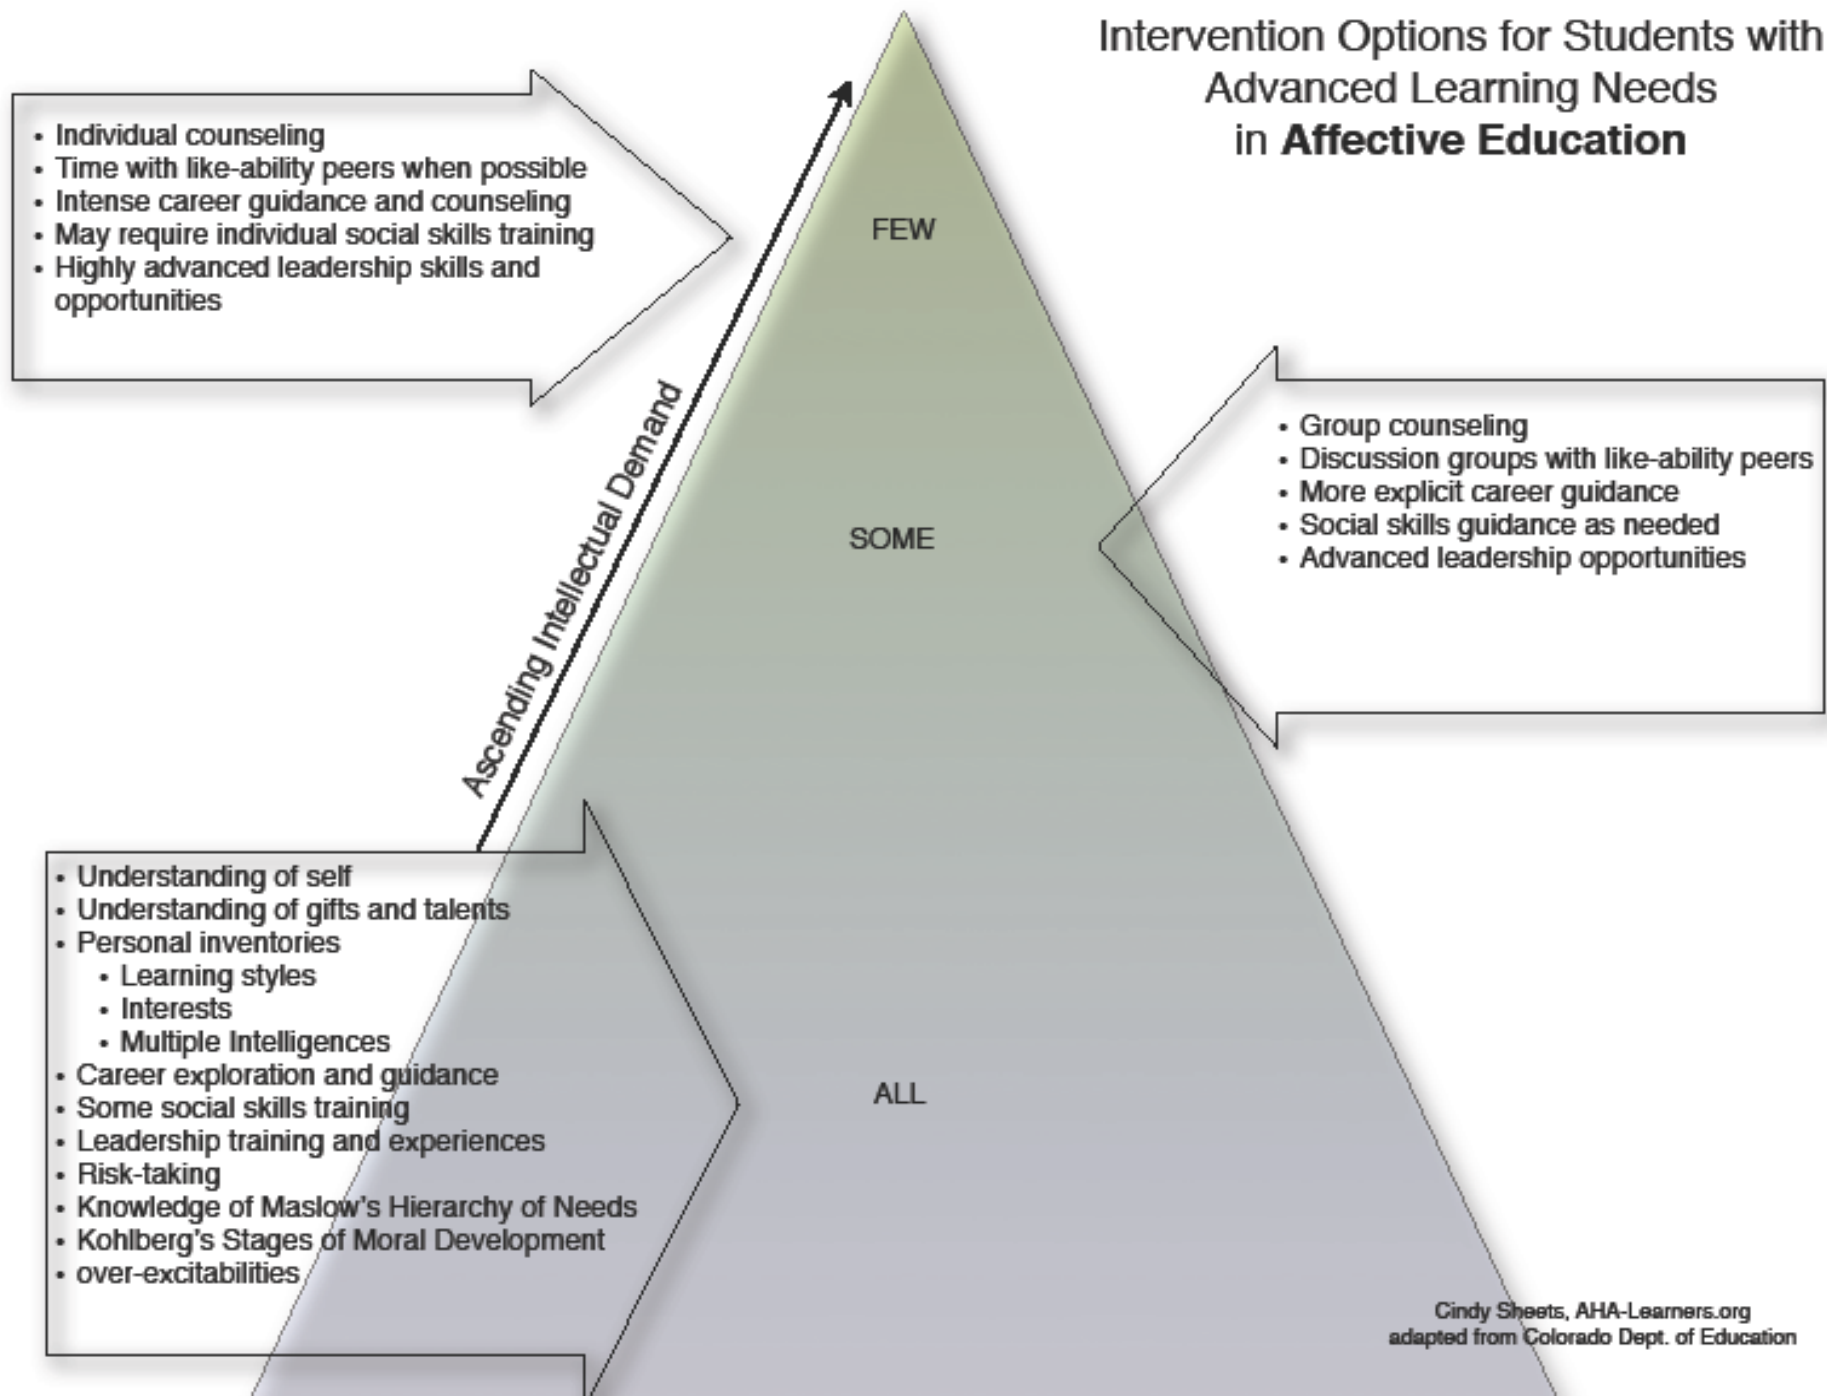 Intervention Options for Students with
Advanced Learning Needs
in Affective Education
• Individual counseling
• Time with like-ability peers when possible
• Intense career guidance and counseling
• May require individual social skills training
• Highly advanced leadership skills and
opportunities
FEW
Ascending Intellectual Demand
• Group counseling
• Discussion groups with like-ability peers
• More explicit career guidance
• Social skills guidance as needed
• Advanced leadership opportunities
SOME
• Understanding of self
• Understanding of gifts and talents
• Personal inventories
• Learning styles
• Interests
• Multiple Intelligences
• Career exploration and guidance
• Some social skills training
• Leadership training and experiences
• Risk-taking
• Knowledge of Maslow's Hierarchy of Needs
• Kohlberg's Stages of Moral Development
• over-excitabilities
ALL
Cindy Sheets, AHA-Learners.org
adapted from Colorado Dept. of Education